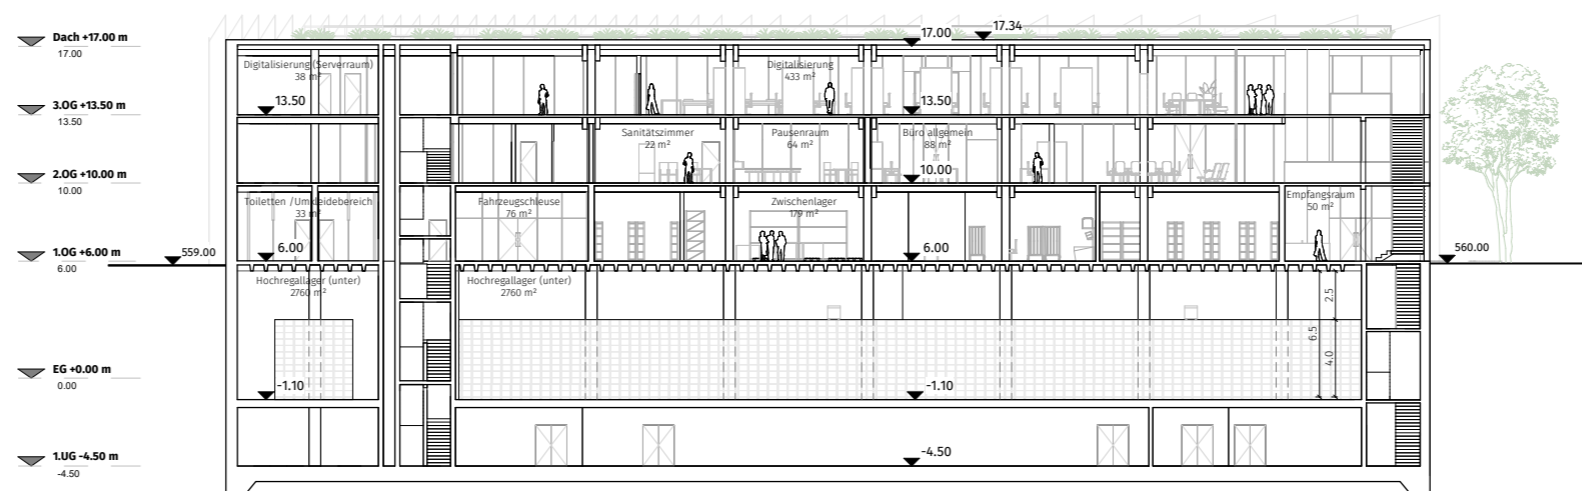 Dach +17.00 m
17.00
3.OG +13.50 m
13.50
2.OG +10.00 m
10.00
1.OG +6.00 m
6.00
EG +0.00 m
0.00
1.UG -4.50 m
-4.50
559.00
17.00
17.34
Digitalisierung (Serverraum)
38 m²
Digitalisierung
433 m²
13.50
13.50
Sanitätszimmer
22 m²
Pausenraum
64 m²
Büro allgemein
88 m²
10.00
Toiletten /Umkleidebereich
33 m²
Fahrzeugschleuse
76 m²
Zwischenlager
179 m²
Empfangsraum
50 m²
6.00
6.00
560.00
Hochregallager (unter)
2760 m²
Hochregallager (unter)
2760 m²
2.5
6.5
4.0
-1.10
-1.10
-4.50